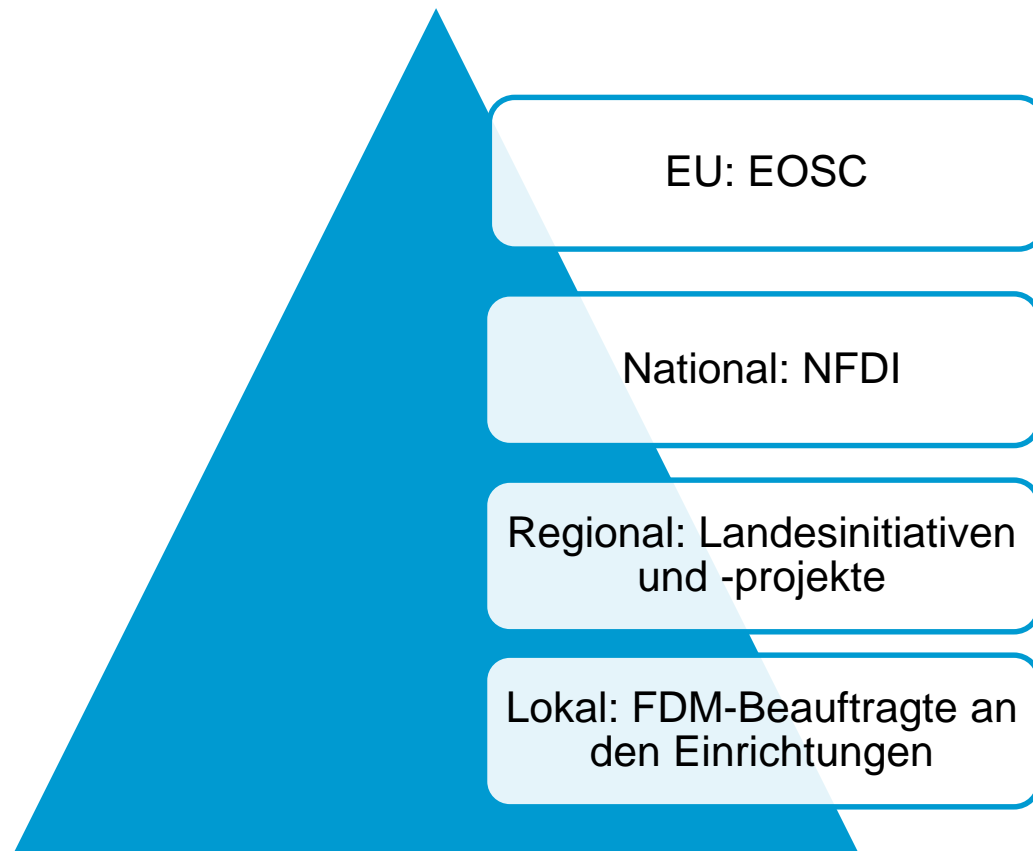 EU: EOSC
National: NFDI
Regional: Landesinitiativen
und -projekte
Lokal: FDM-Beauftragte an
den Einrichtungen